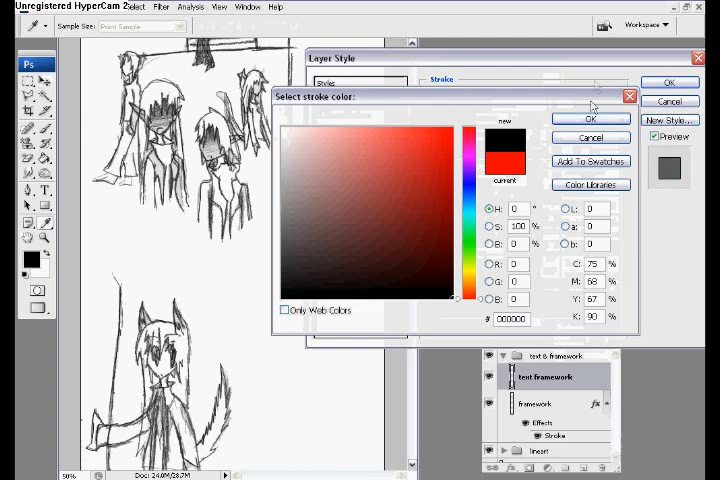 Unregistered HyperCam 2
Select Filter Analysis View Window Help
Sample Size: Point Sample
Workspace
Ps
Layer Style
Styles
Stroke
OK
Cancel
New Style...
Preview
Select stroke color:
new
current
OK
Cancel
Add To Swatches
Color Libraries
H: 0 °
S: 100 %
B: 0 %
R: 0
G: 0
B: 0
# 000000
L: 0
a: 0
b: 0
C: 75 %
M: 68 %
Y: 67 %
K: 90 %
Only Web Colors
text & framework
text framework
framework fx
Effects
Stroke
lineart
50% Doc: 24.0M/28.7M